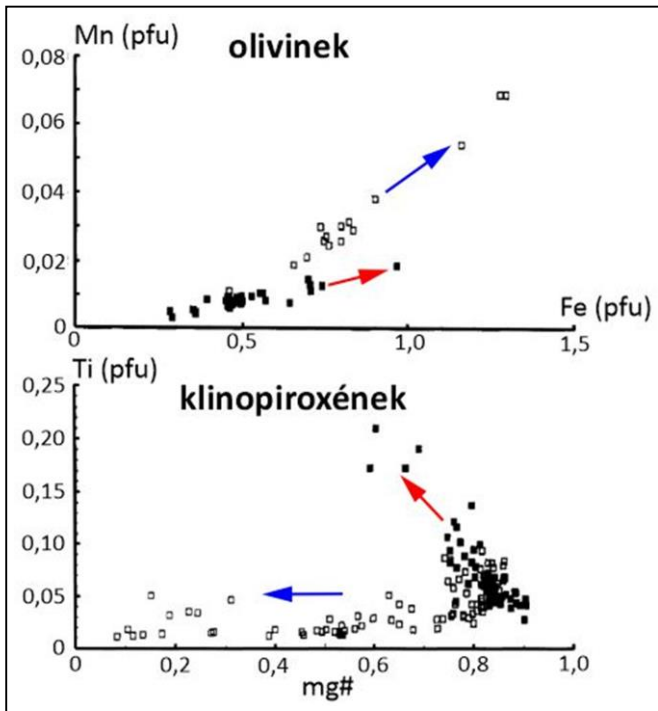 Mn (pfu)
olivinek
0,08
0,06
0,04
0,02
0
0 0,5 1,0 Fe (pfu) 1,5
Ti (pfu)
klinopiroxének
0,25
0,20
0,15
0,10
0,05
0
0 0,2 0,4 0,6 0,8 1,0
mg#